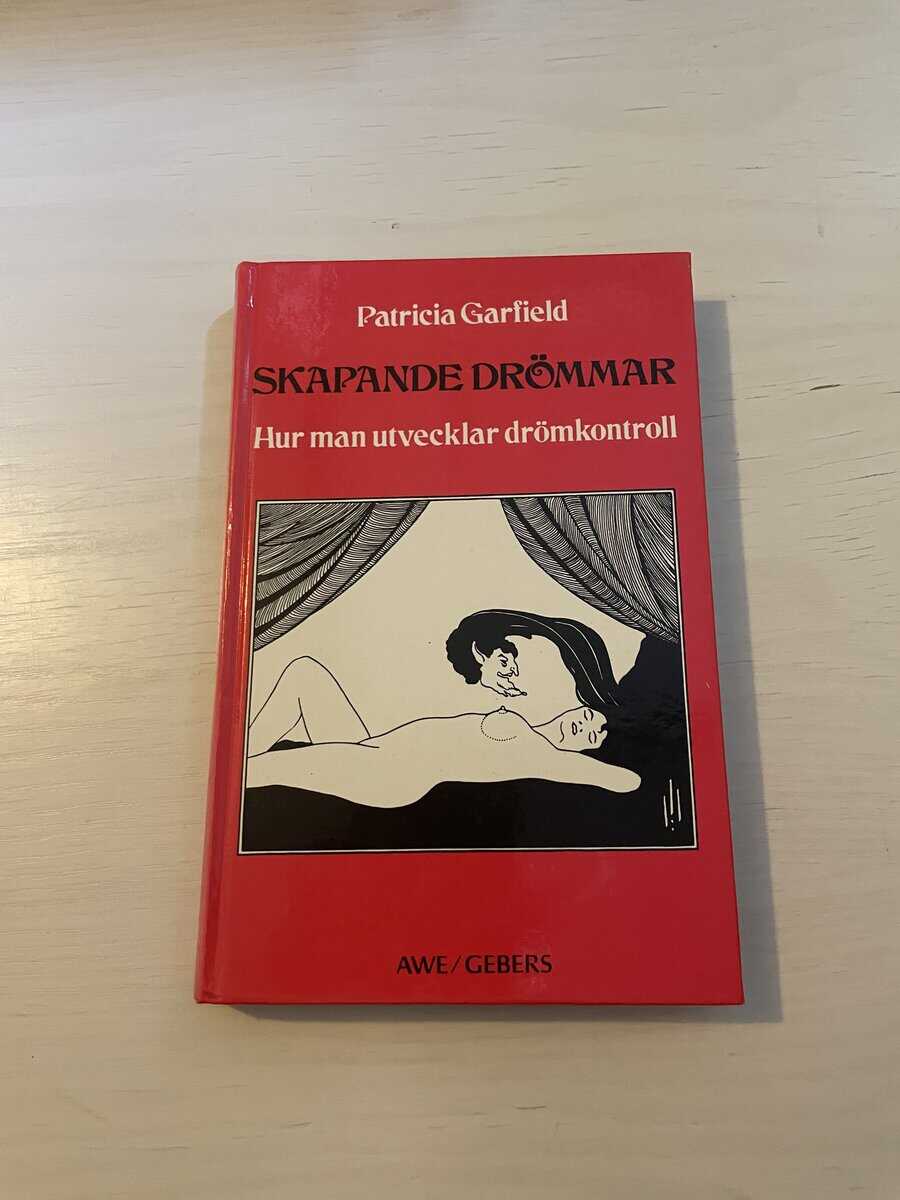 Patricia Garfield
SKAPANDE DRÖMMAR
Hur man utvecklar drömkontroll
AWE/GEBERS